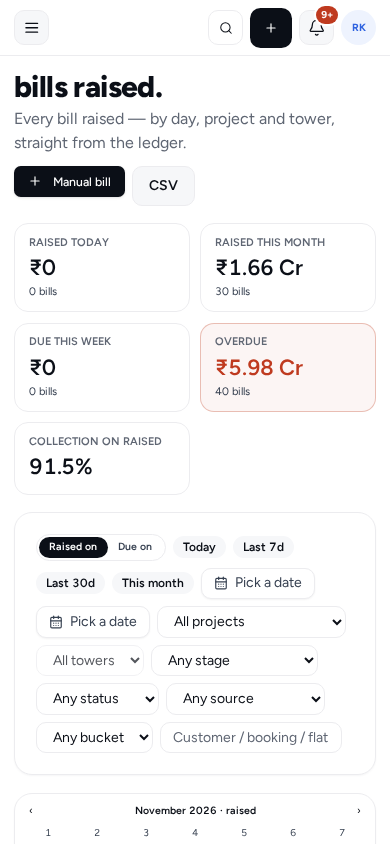 9+
RK
bills raised.
Every bill raised — by day, project and tower,
straight from the ledger.
+ Manual bill
CSV
RAISED TODAY
₹0
0 bills
RAISED THIS MONTH
₹1.66 Cr
30 bills
DUE THIS WEEK
₹0
0 bills
OVERDUE
₹5.98 Cr
40 bills
COLLECTION ON RAISED
91.5%
Raised on Due on Today Last 7d
Last 30d This month Pick a date
Pick a date All projects
All towers Any stage
Any status Any source
Any bucket Customer / booking / flat
‹ November 2026 · raised ›
1 2 3 4 5 6 7